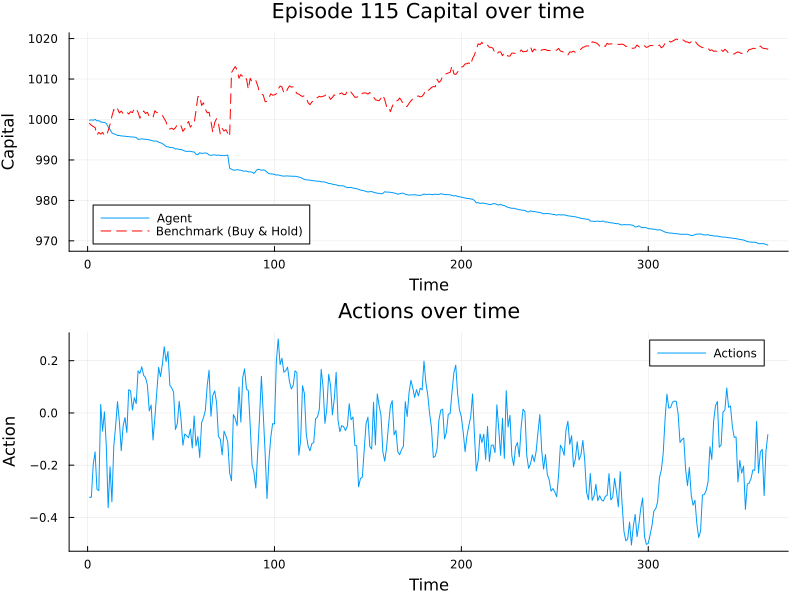 Episode 115 Capital over time
Capital
1020
1010
1000
990
980
970
Agent
Benchmark (Buy & Hold)
0 100 200 300
Time
Actions over time
Action
0.2
0.0
−0.2
−0.4
Actions
0 100 200 300
Time